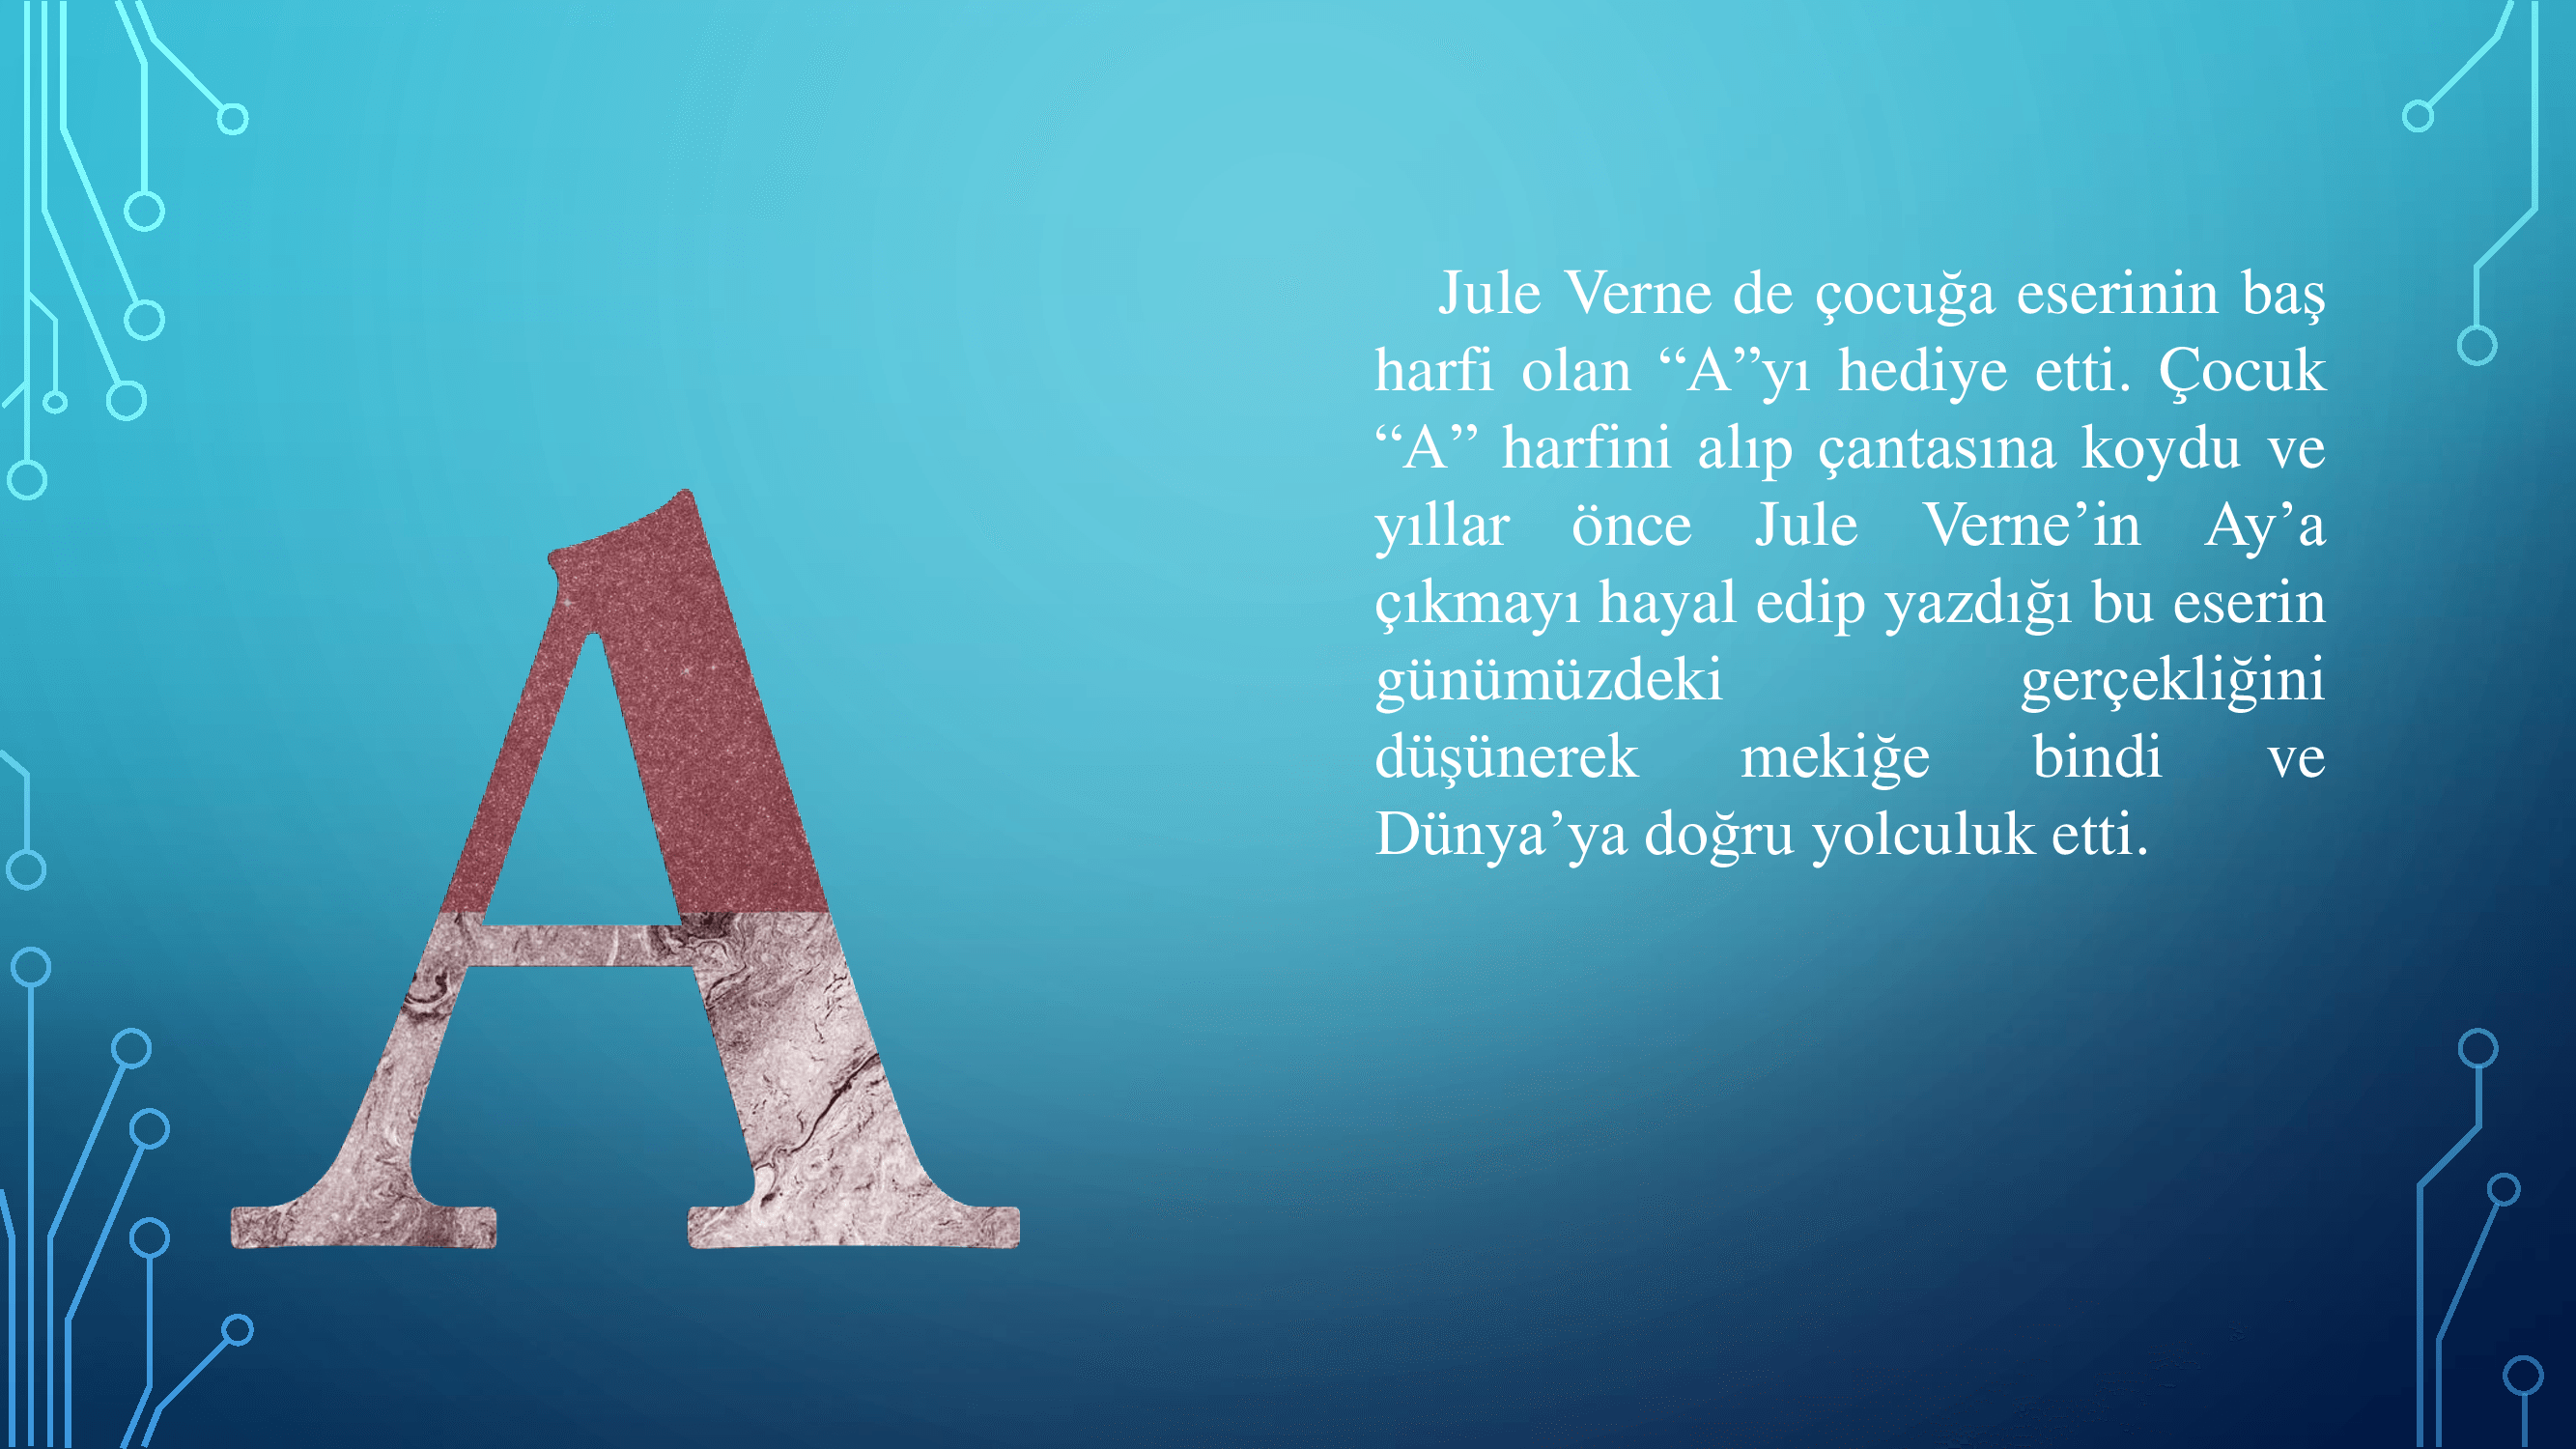 Jule Verne de çocuğa eserinin baş
harfi olan “A”yı hediye etti. Çocuk
“A” harfini alıp çantasına koydu ve
yıllar önce Jule Verne’in Ay’a
çıkmayı hayal edip yazdığı bu eserin
günümüzdeki gerçekliğini
düşünerek mekiğe bindi ve
Dünya’ya doğru yolculuk etti.
A